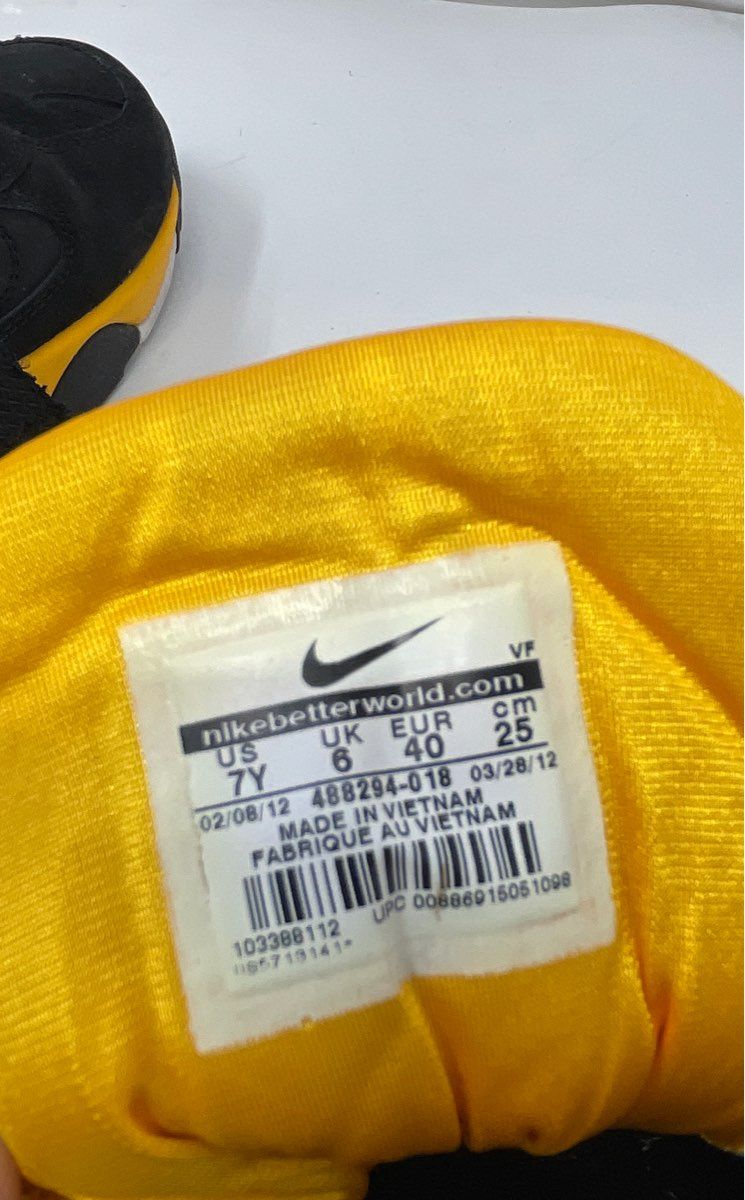 VF
nikebetterworld.com
US UK EUR cm
7Y 6 40 25
02/08/12 488294-018 03/28/12
MADE IN VIETNAM
FABRIQUE AU VIETNAM
UPC 00886915051098
103388112